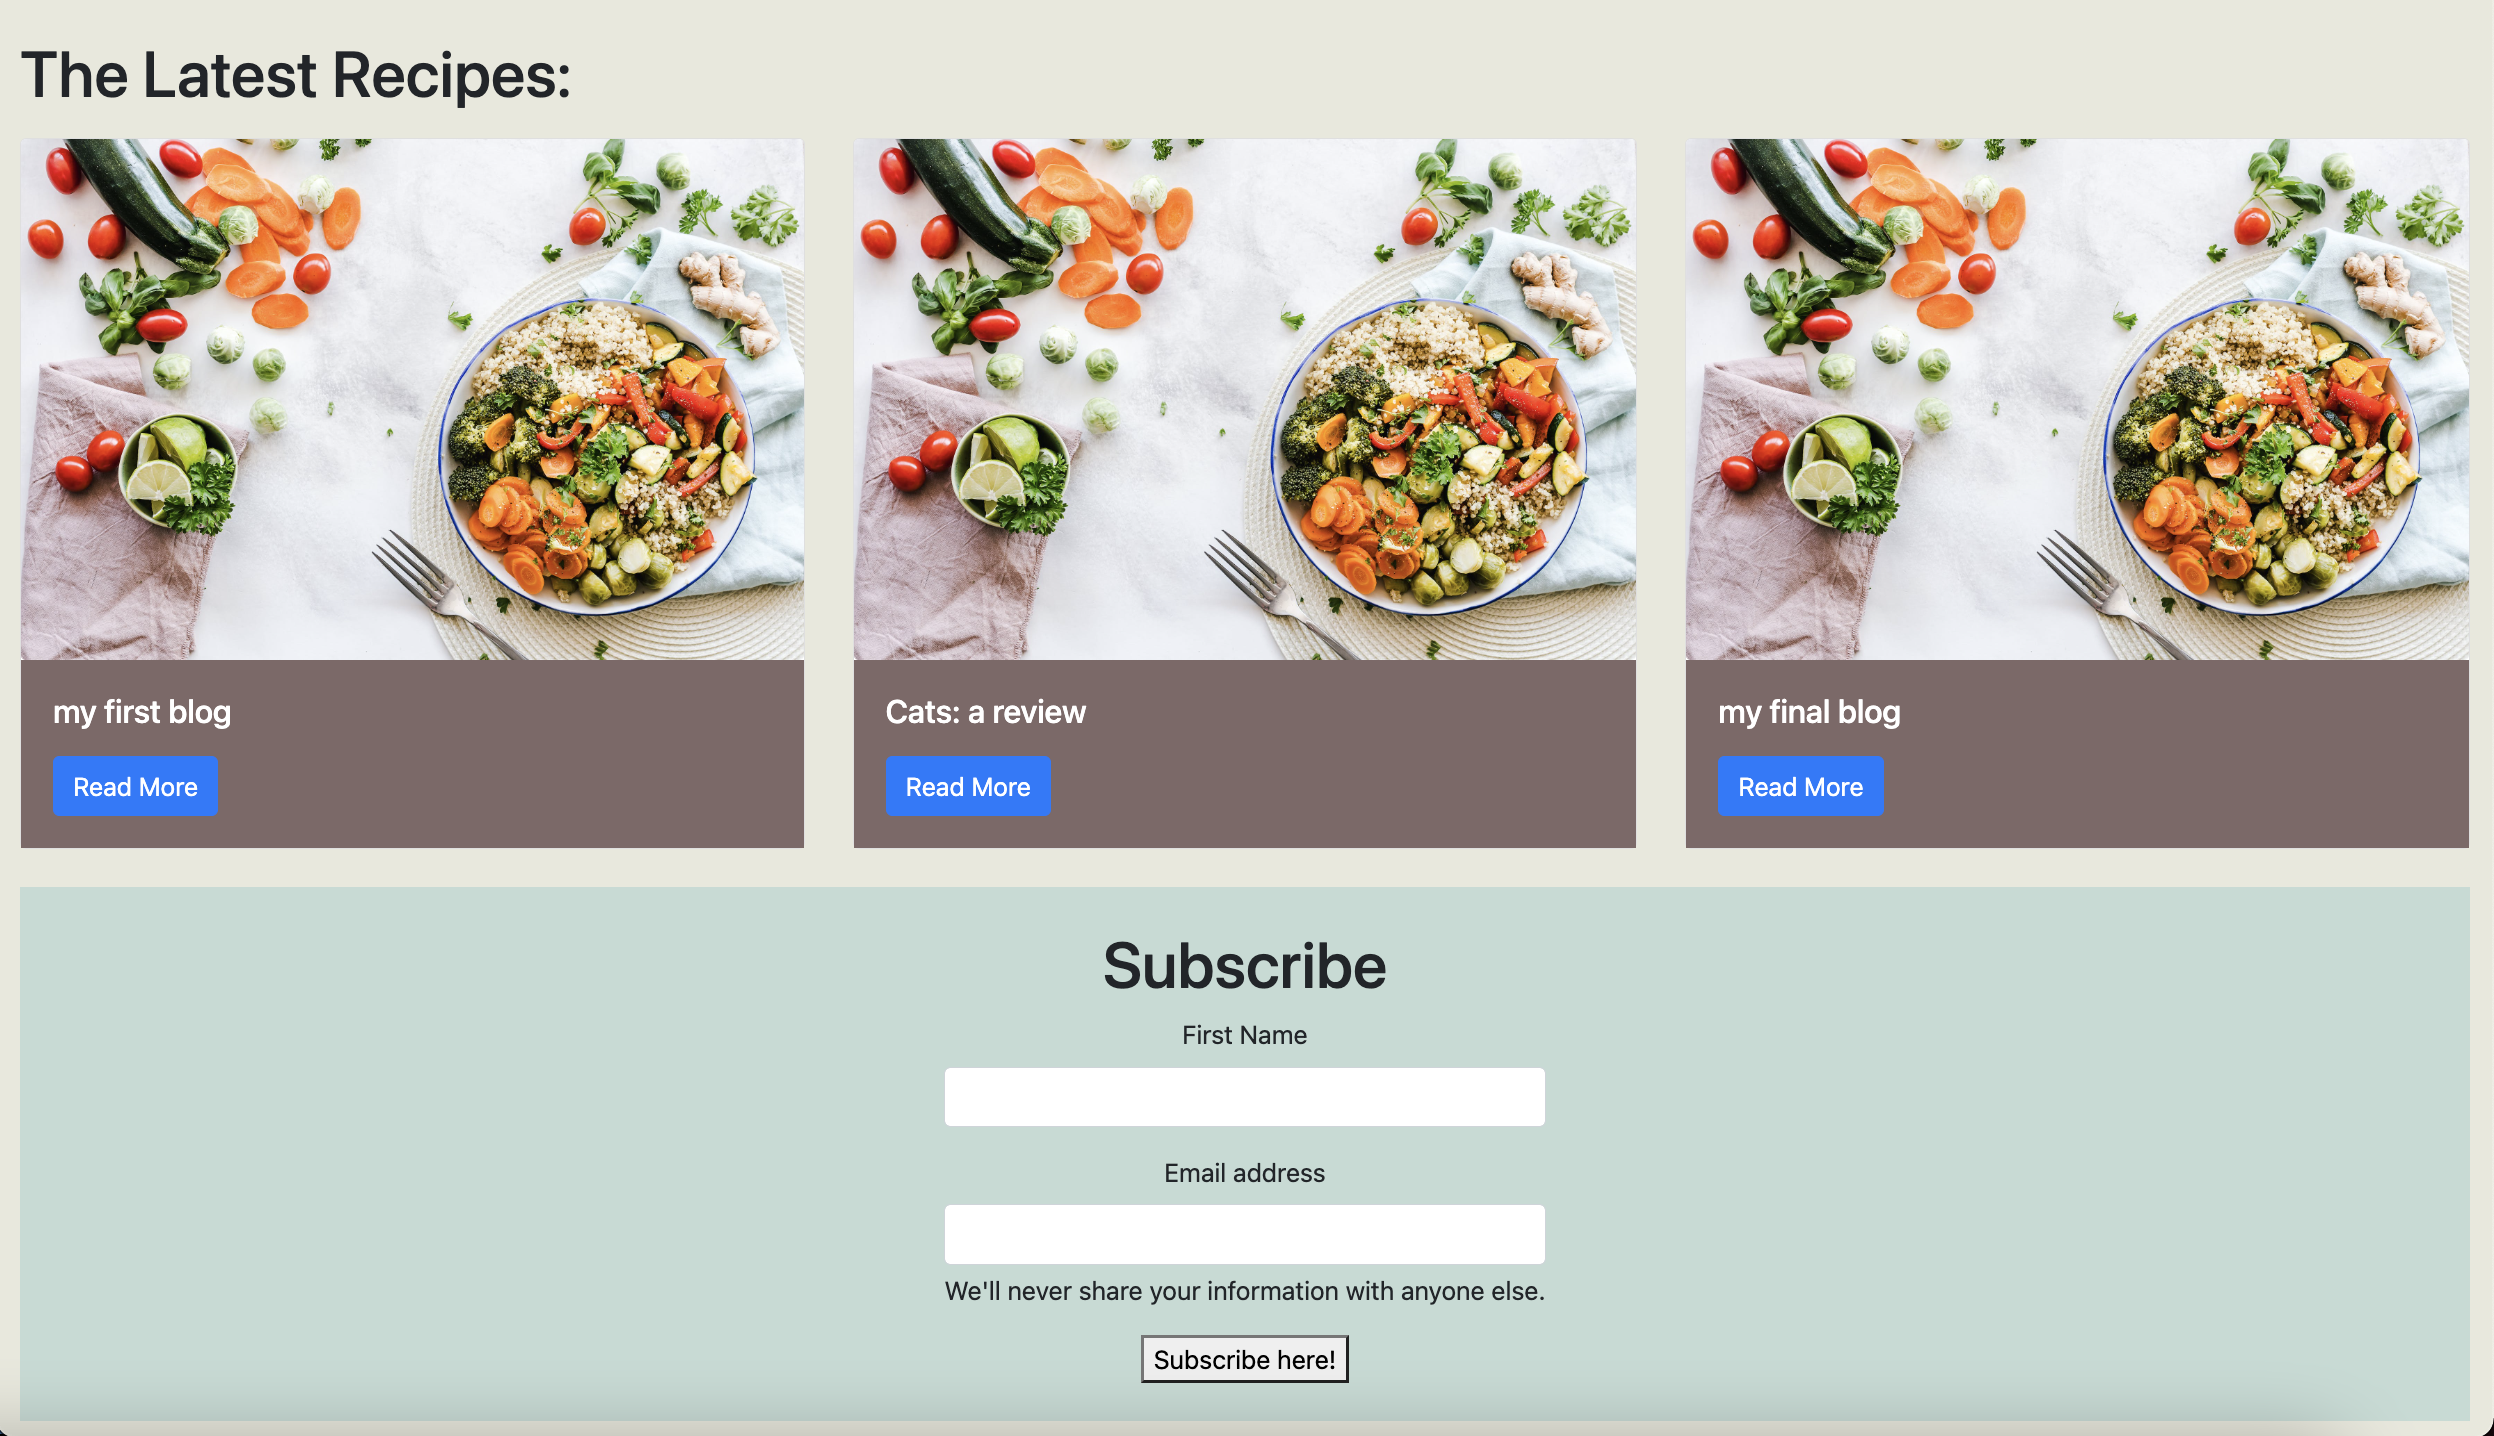 The Latest Recipes:
my first blog
Read More
Cats: a review
Read More
my final blog
Read More
Subscribe
First Name
Email address
We'll never share your information with anyone else.
Subscribe here!